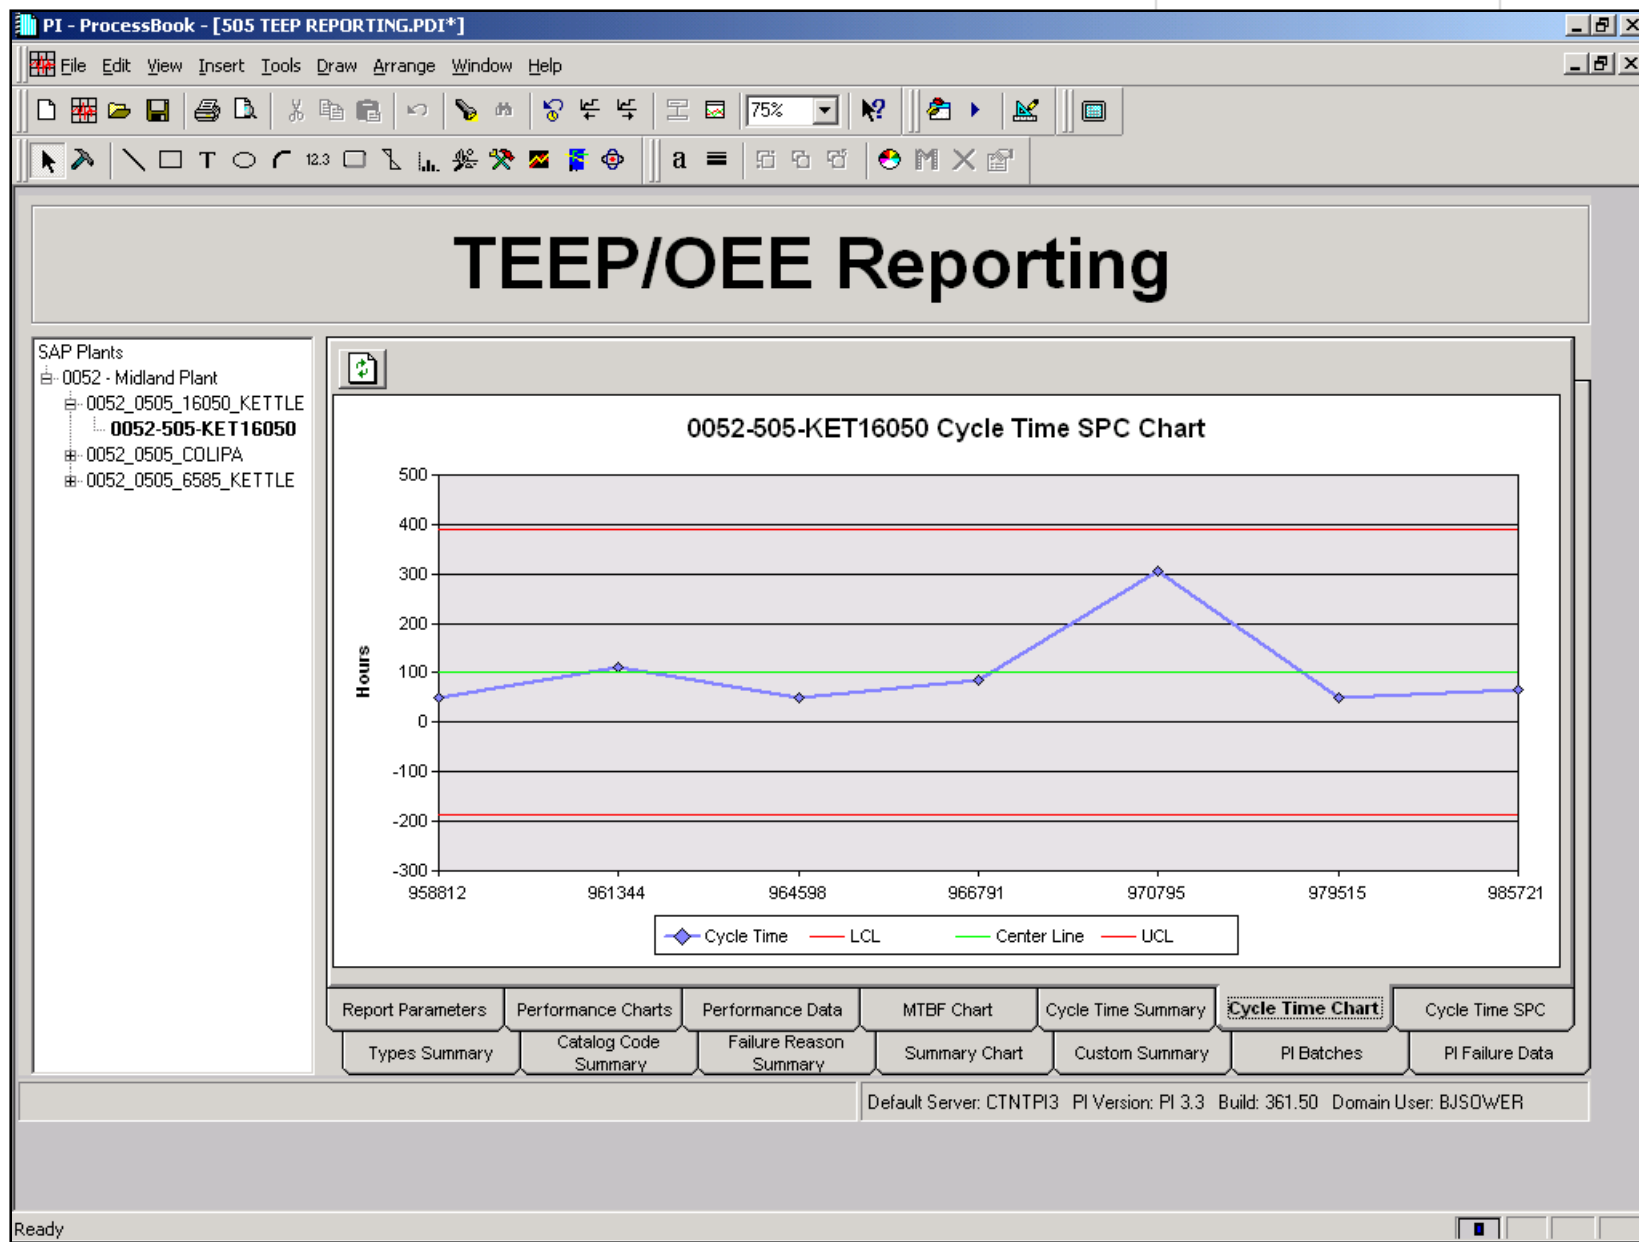 PI - ProcessBook - [505 TEEP REPORTING.PDI*]
File Edit View Insert Tools Draw Arrange Window Help
75%
T 12.3 a
TEEP/OEE Reporting
SAP Plants
0052 - Midland Plant
0052_0505_16050_KETTLE
0052-505-KET16050
0052_0505_COLIPA
0052_0505_6585_KETTLE
0052-505-KET16050 Cycle Time SPC Chart
Hours
500
400
300
200
100
0
-100
-200
-300
958812 961344 964598 966791 970795 979515 985721
Cycle Time LCL Center Line UCL
Report Parameters Performance Charts Performance Data MTBF Chart Cycle Time Summary Cycle Time Chart Cycle Time SPC
Types Summary Catalog Code Summary Failure Reason Summary Summary Chart Custom Summary PI Batches PI Failure Data
Default Server: CTNTPI3 PI Version: PI 3.3 Build: 361.50 Domain User: BJSOWER
Ready